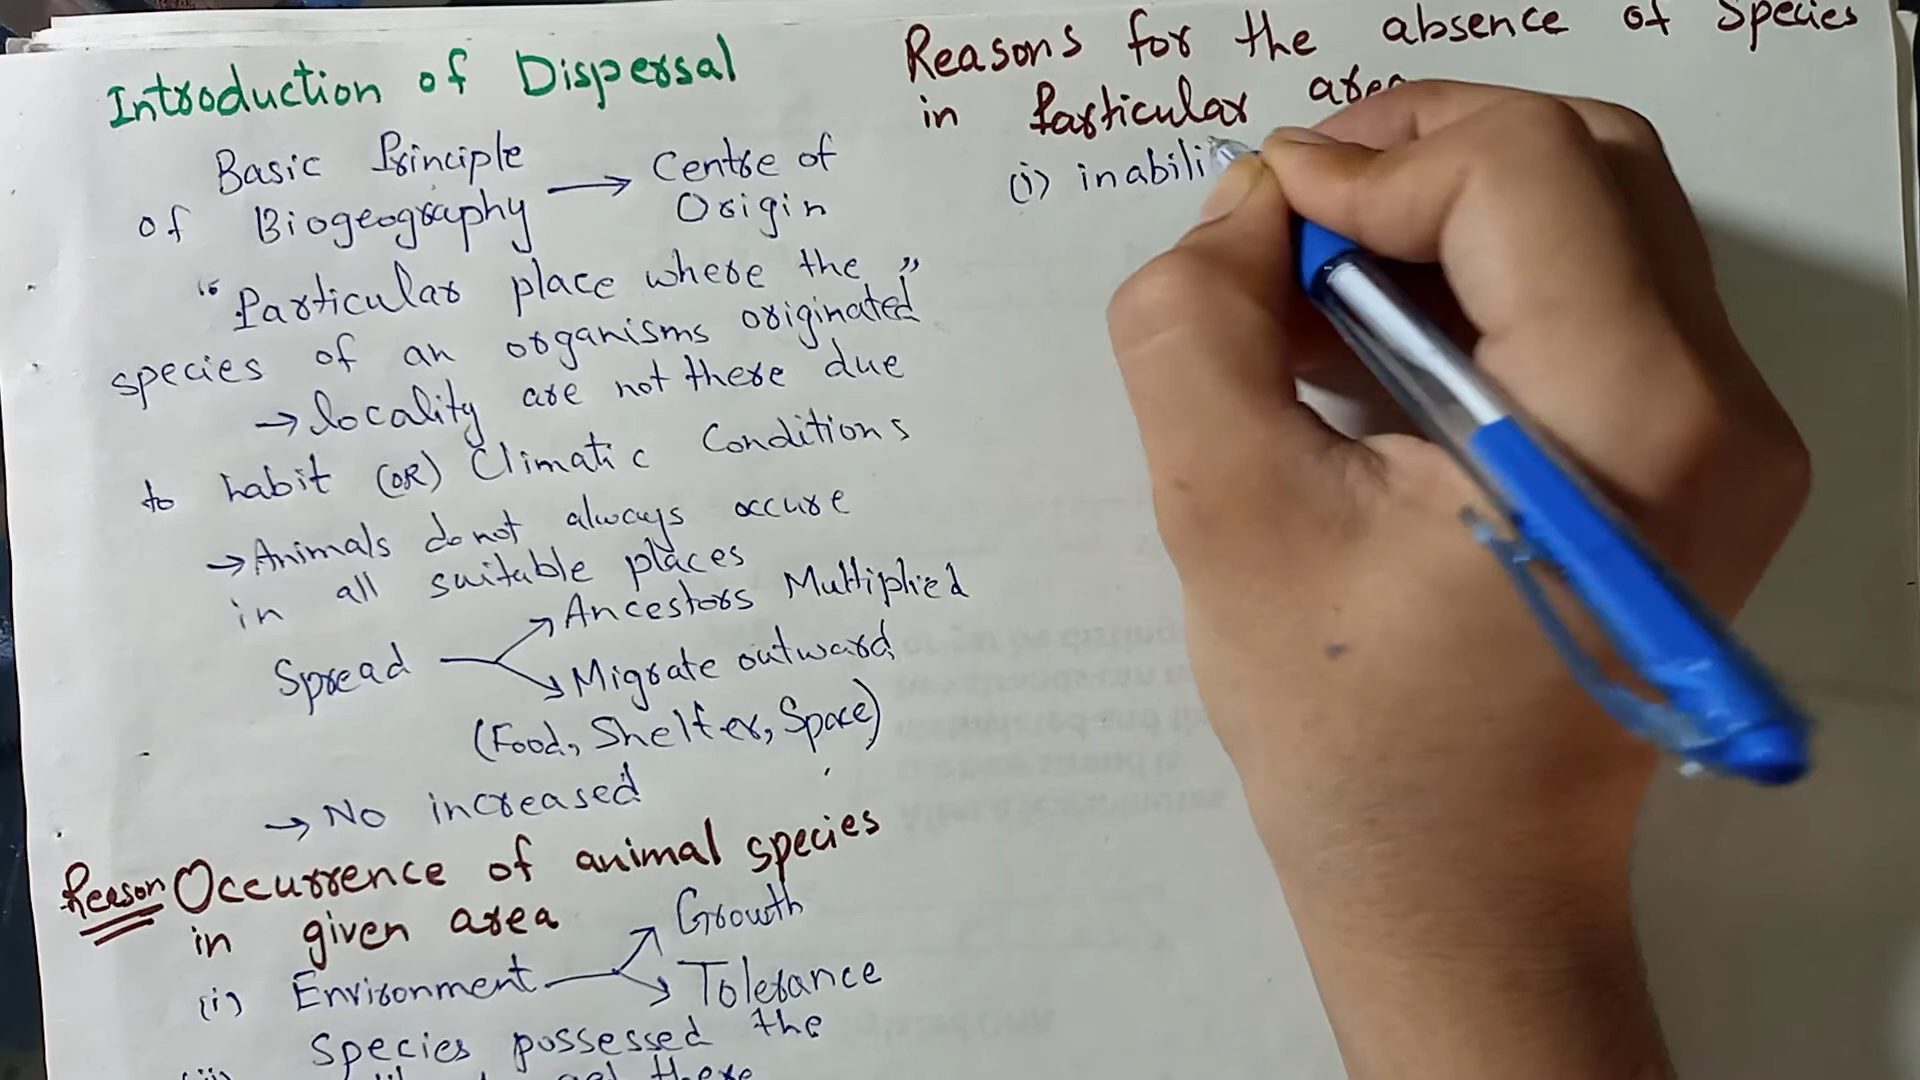 Introduction of Dispersal
Basic Principle
of Biogeography → Centre of
Origin
“Particular place where the ”
species of an organisms originated
→ locality are not there due
to habit (OR) Climatic Conditions
→ Animals do not always occure
in all suitable places
Spread → Ancestors Multiplied
→ Migrate outward
(Food, Shelter, Space)
→ No increased
Reason Occurrence of animal species
in given area
(i) Environment → Growth
→ Tolerance
Species possessed the
there
Reasons for the absence of Species
in Particular area
(i) inabili